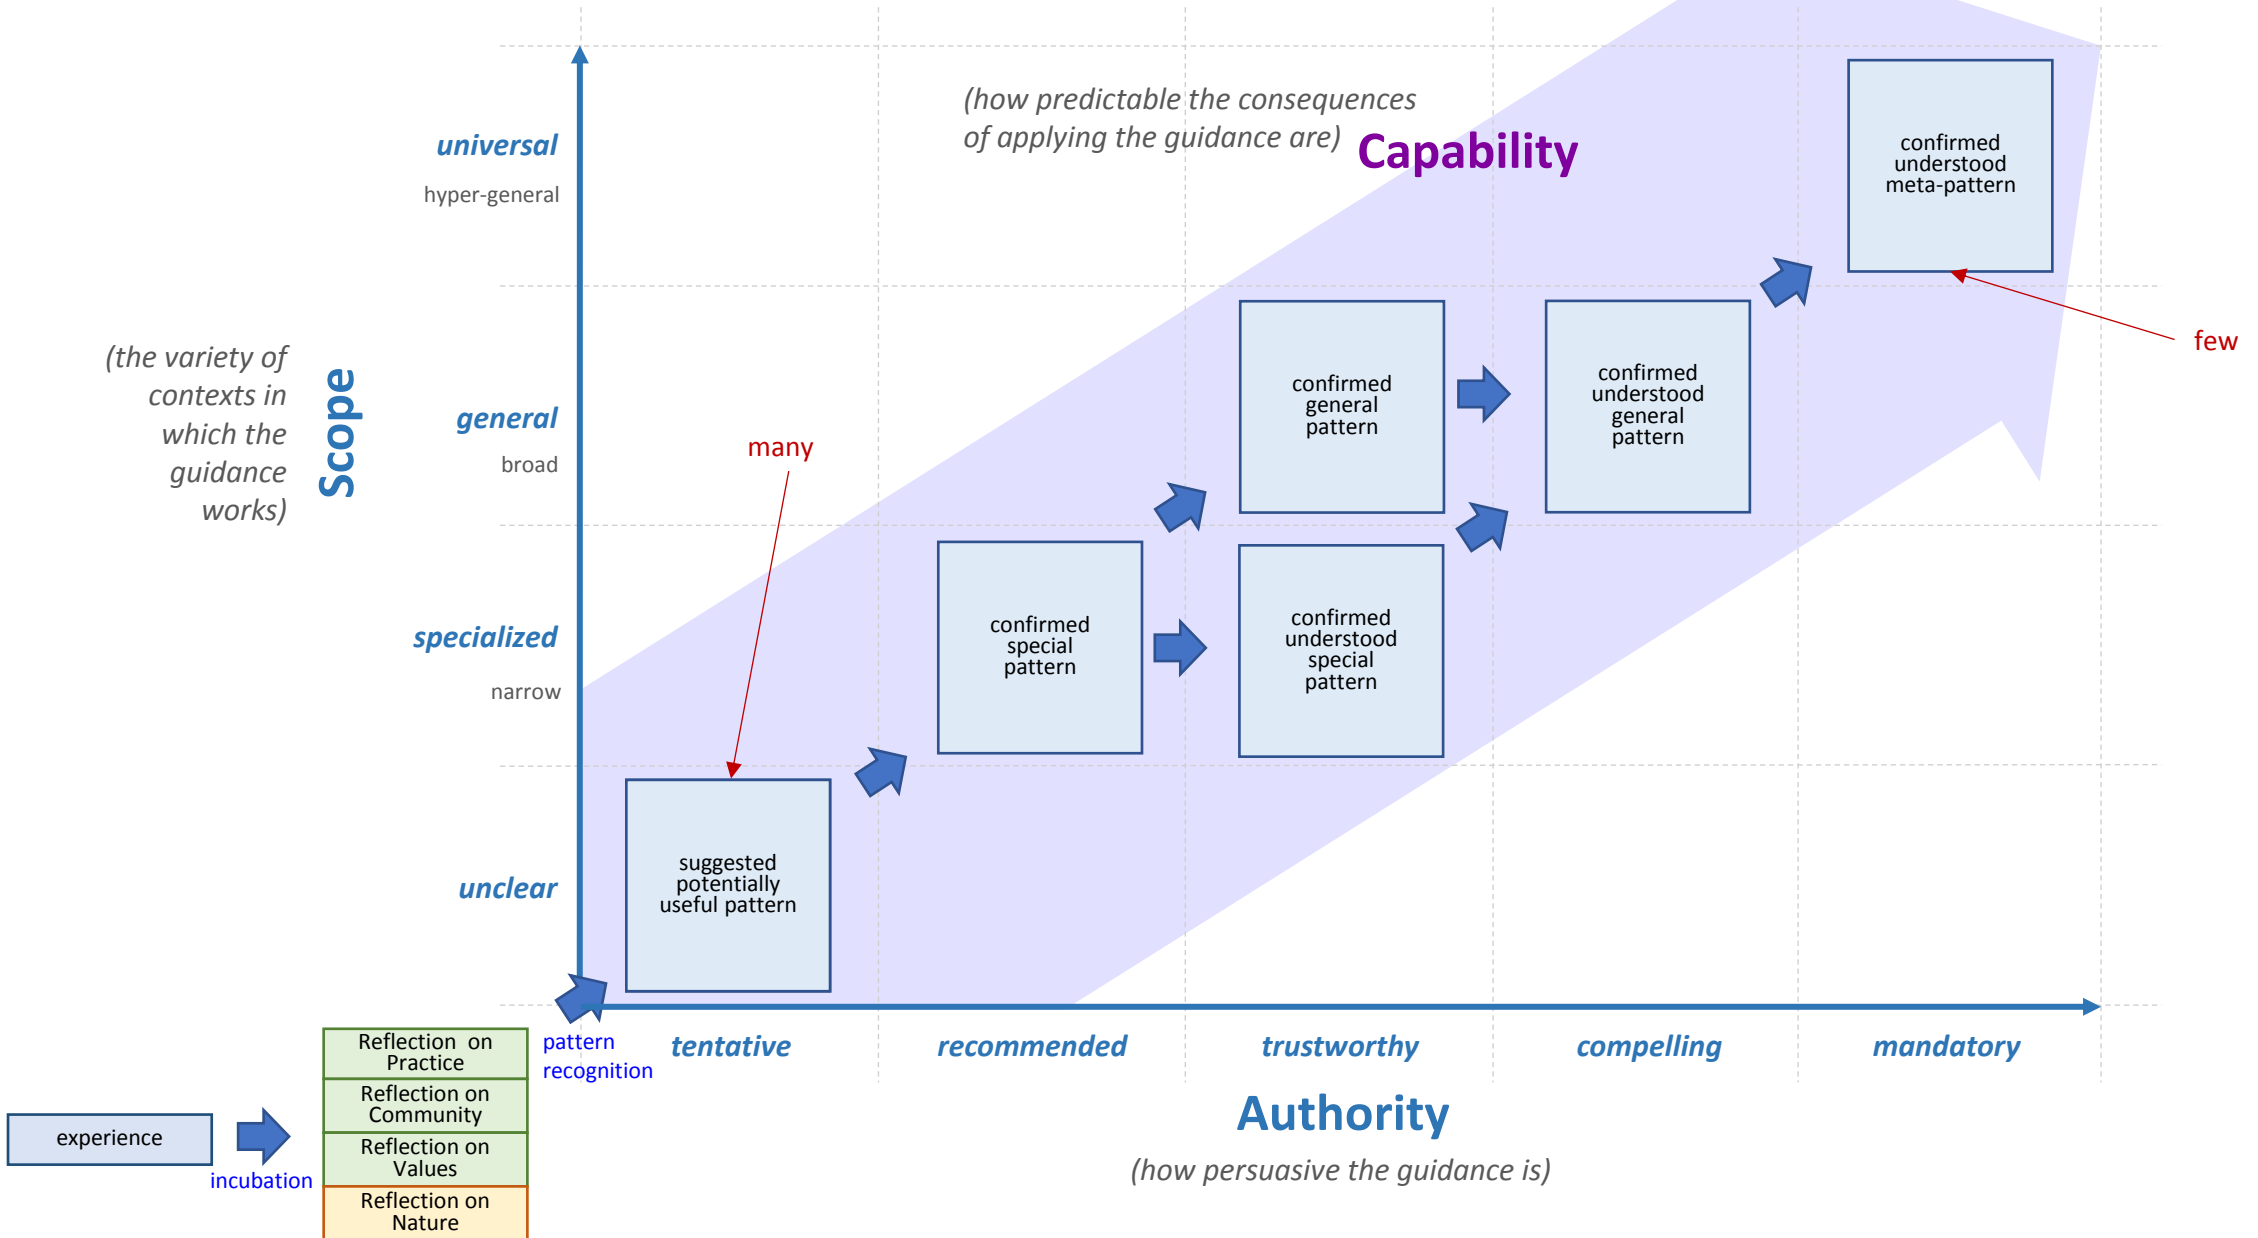 (how predictable the consequences
of applying the guidance are)
Capability
universal
hyper-general
confirmed
understood
meta-pattern
few
(the variety of
contexts in
which the
guidance
works)
Scope
general
broad
many
confirmed
general
pattern
confirmed
understood
general
pattern
specialized
narrow
confirmed
special
pattern
confirmed
understood
special
pattern
unclear
suggested
potentially
useful pattern
pattern
recognition
tentative
recommended
trustworthy
compelling
mandatory
Authority
(how persuasive the guidance is)
experience
incubation
Reflection on
Practice
Reflection on
Community
Reflection on
Values
Reflection on
Nature